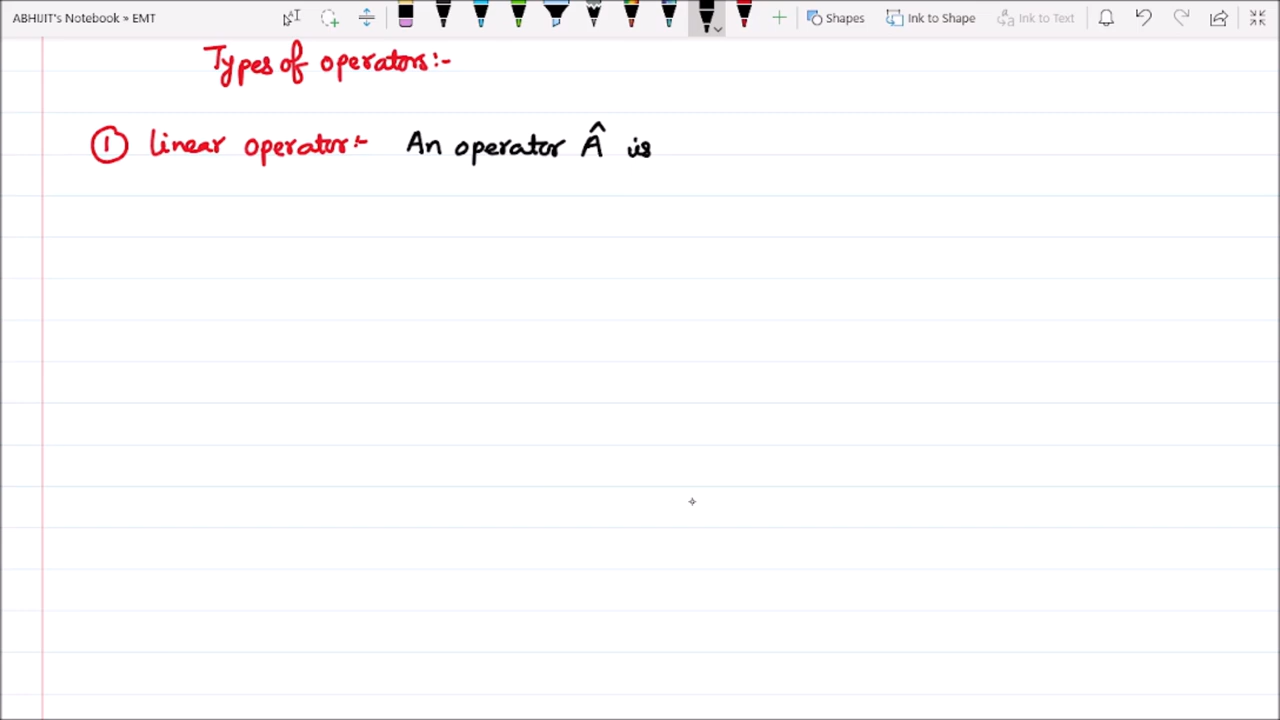 ABHIJIT's Notebook » EMT
Shapes
Ink to Shape
Ink to Text
Types of operators:-
① linear operator:- An operator Â is